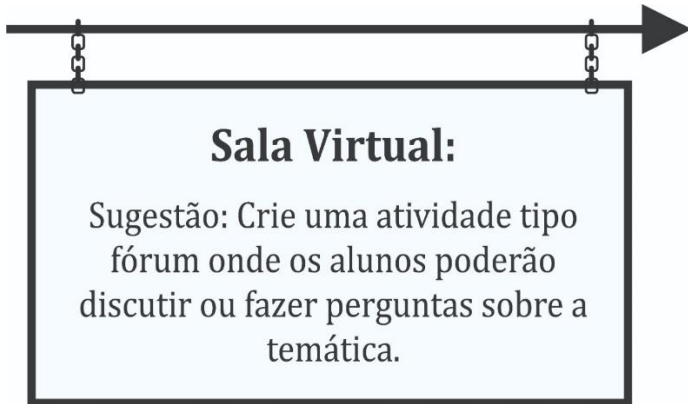 Sala Virtual:
Sugestão: Crie uma atividade tipo
fórum onde os alunos poderão
discutir ou fazer perguntas sobre a
temática.